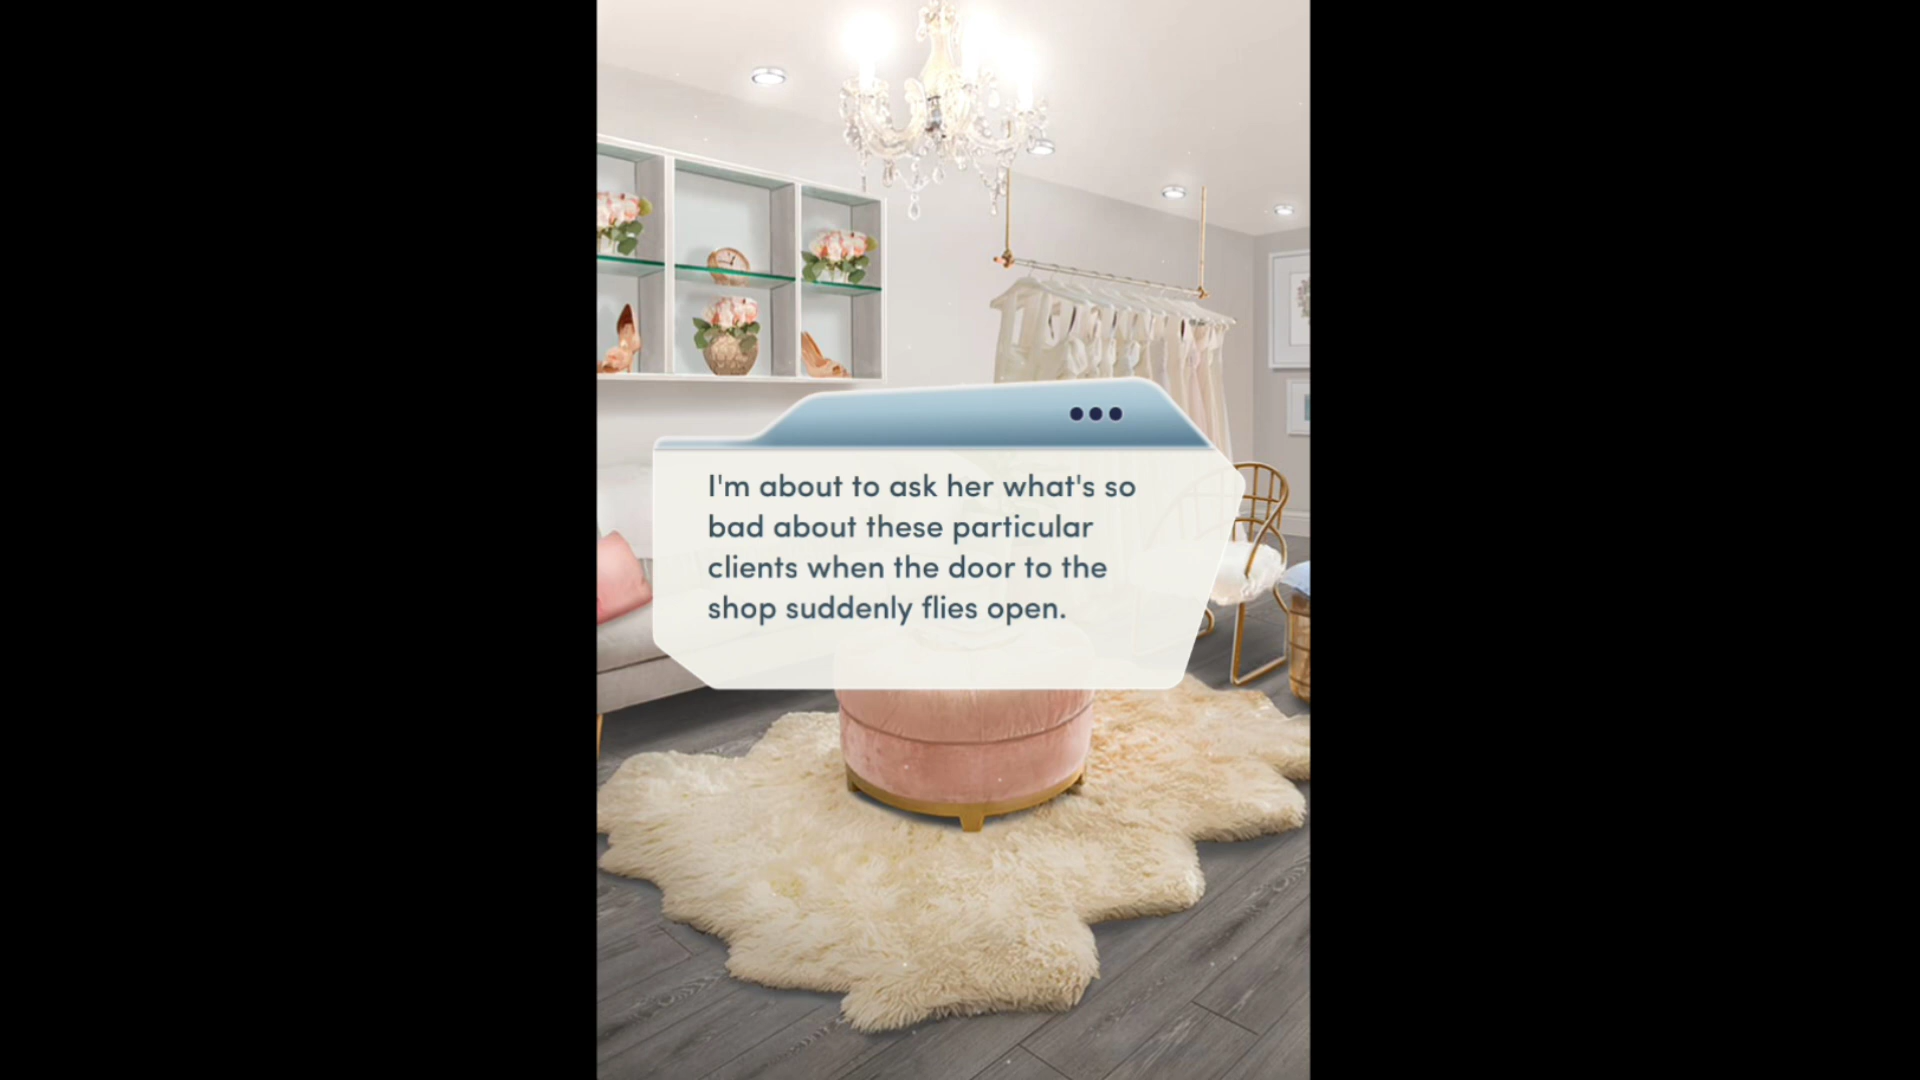 I'm about to ask her what's so
bad about these particular
clients when the door to the
shop suddenly flies open.